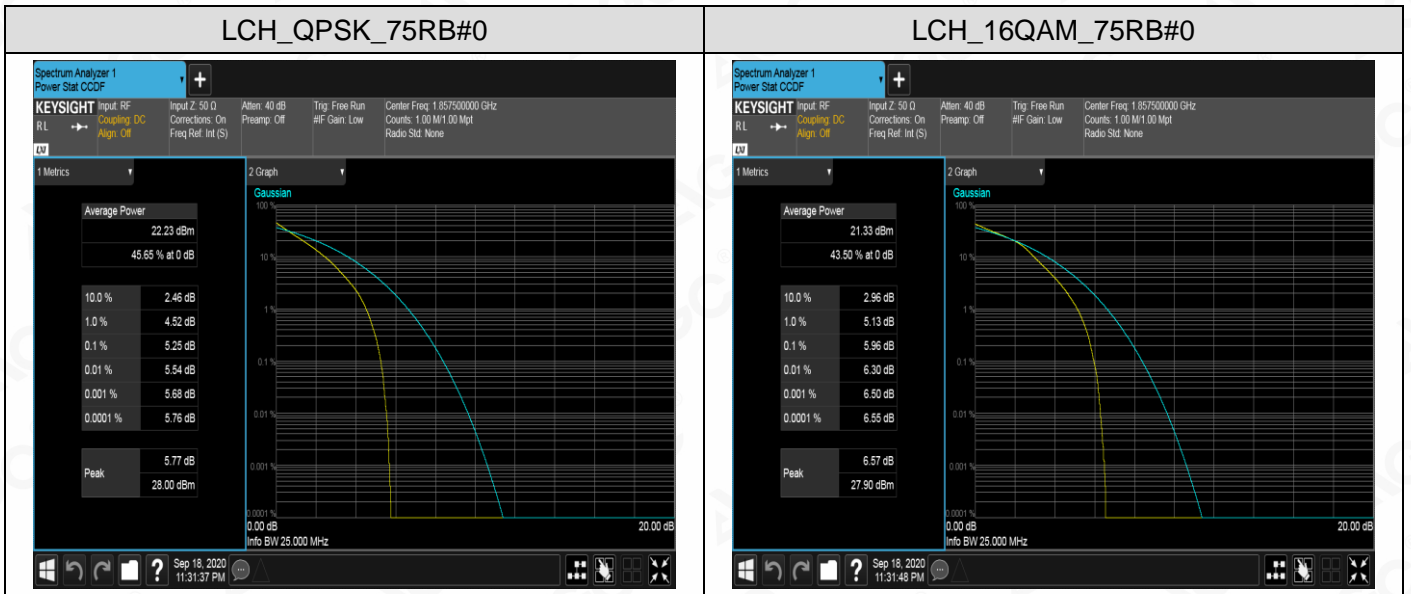 LCH_QPSK_75RB#0
Spectrum Analyzer 1
Power Stat CCDF
+
KEYSIGHT Input: RF Input Z: 50 Ω Atten: 40 dB Trig: Free Run Center Freq: 1.857500000 GHz
RL Coupling: DC Corrections: On Preamp: Off #IF Gain: Low Counts: 1.00 M/1.00 Mpt
Align: Off Freq Ref: Int (S) Radio Std: None
LXI
1 Metrics
2 Graph
Average Power
22.23 dBm
45.65 % at 0 dB
10.0 % 2.46 dB
1.0 % 4.52 dB
0.1 % 5.25 dB
0.01 % 5.54 dB
0.001 % 5.68 dB
0.0001 % 5.76 dB
Peak 5.77 dB
28.00 dBm
Gaussian
100 %
10 %
1 %
0.1 %
0.01 %
0.001 %
0.0001 %
0.00 dB 20.00 dB
Info BW 25.000 MHz
? Sep 18, 2020
11:31:37 PM
LCH_16QAM_75RB#0
Spectrum Analyzer 1
Power Stat CCDF
+
KEYSIGHT Input: RF Input Z: 50 Ω Atten: 40 dB Trig: Free Run Center Freq: 1.857500000 GHz
RL Coupling: DC Corrections: On Preamp: Off #IF Gain: Low Counts: 1.00 M/1.00 Mpt
Align: Off Freq Ref: Int (S) Radio Std: None
LXI
1 Metrics
2 Graph
Average Power
21.33 dBm
43.50 % at 0 dB
10.0 % 2.96 dB
1.0 % 5.13 dB
0.1 % 5.96 dB
0.01 % 6.30 dB
0.001 % 6.50 dB
0.0001 % 6.55 dB
Peak 6.57 dB
27.90 dBm
Gaussian
100 %
10 %
1 %
0.1 %
0.01 %
0.001 %
0.0001 %
0.00 dB 20.00 dB
Info BW 25.000 MHz
? Sep 18, 2020
11:31:48 PM